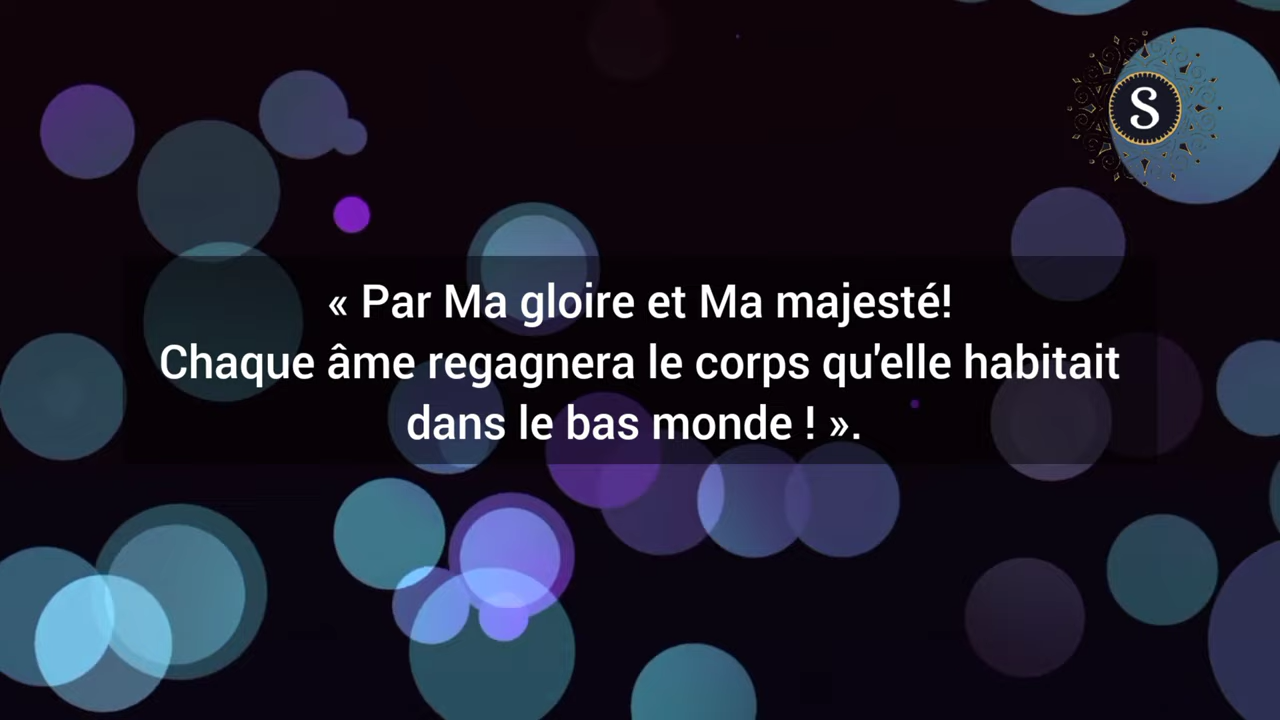 S
« Par Ma gloire et Ma majesté!
Chaque âme regagnera le corps qu'elle habitait
dans le bas monde ! ».